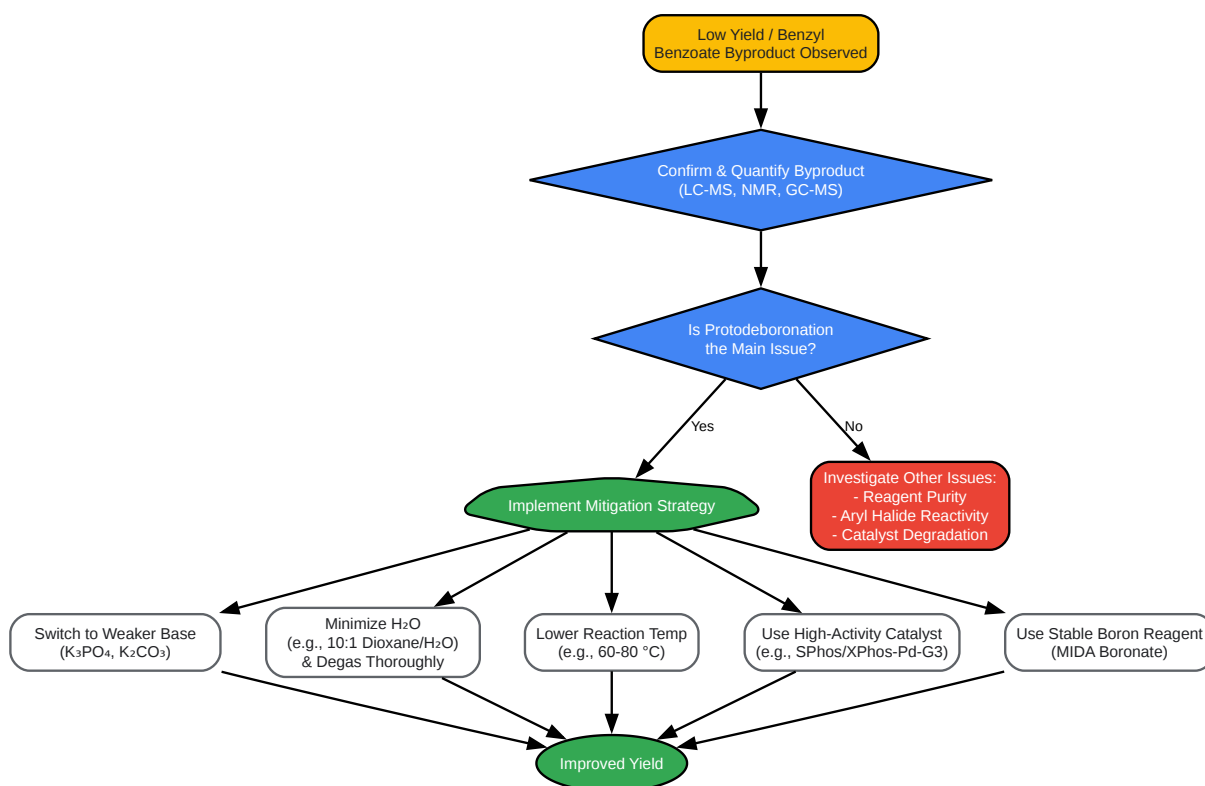 Low Yield / Benzyl
Benzoate Byproduct Observed
Confirm & Quantify Byproduct
(LC-MS, NMR, GC-MS)
Is Protodeboronation
the Main Issue?
Yes
No
Implement Mitigation Strategy
Investigate Other Issues:
- Reagent Purity
- Aryl Halide Reactivity
- Catalyst Degradation
Switch to Weaker Base
(K₃PO₄, K₂CO₃)
Minimize H₂O
(e.g., 10:1 Dioxane/H₂O)
& Degas Thoroughly
Lower Reaction Temp
(e.g., 60-80 °C)
Use High-Activity Catalyst
(e.g., SPhos/XPhos-Pd-G3)
Use Stable Boron Reagent
(MIDA Boronate)
Improved Yield